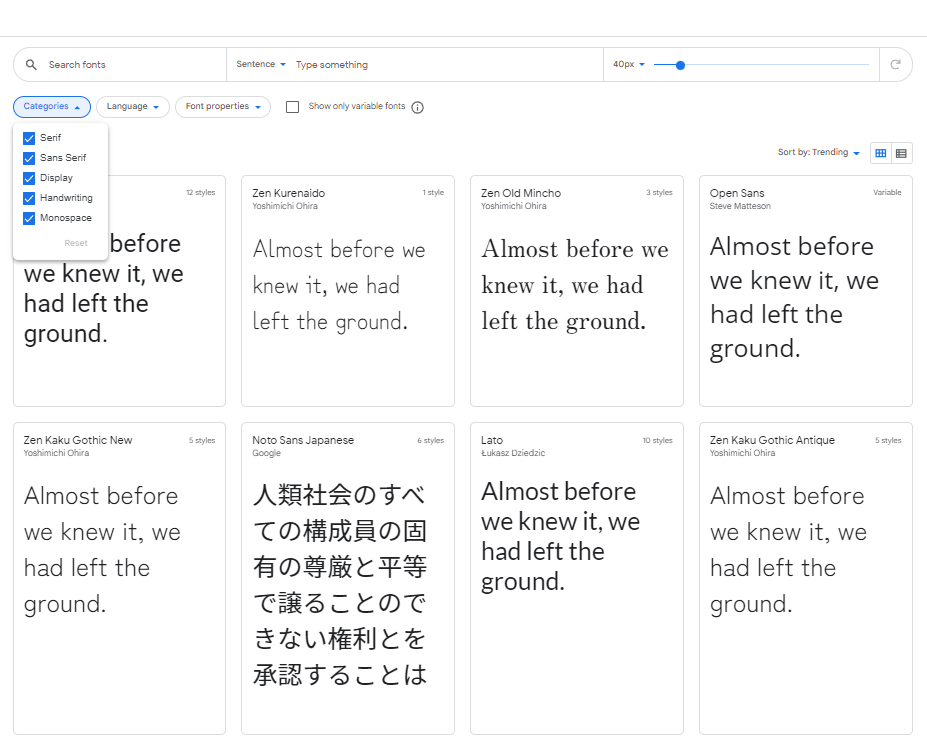 Search fonts
Sentence
Type something
40px
Categories
Language
Font properties
Show only variable fonts
Serif
Sans Serif
Display
Handwriting
Monospace
Reset
Sort by: Trending
12 styles
before
we knew it, we
had left the
ground.
Zen Kurenaido
1 style
Yoshimichi Ohira
Almost before we
knew it, we had
left the ground.
Zen Old Mincho
3 styles
Yoshimichi Ohira
Almost before we
knew it, we had
left the ground.
Open Sans
Variable
Steve Matteson
Almost before
we knew it, we
had left the
ground.
Zen Kaku Gothic New
5 styles
Yoshimichi Ohira
Almost before
we knew it, we
had left the
ground.
Noto Sans Japanese
6 styles
Google
人類社会のすべ
ての構成員の固
有の尊厳と平等
で譲ることので
きない権利とを
承認することは
Lato
10 styles
Łukasz Dziedzic
Almost before
we knew it, we
had left the
ground.
Zen Kaku Gothic Antique
5 styles
Yoshimichi Ohira
Almost before
we knew it, we
had left the
ground.